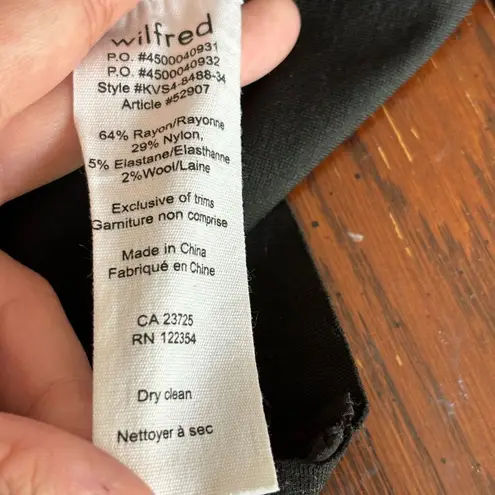 wilfred
P.O. #4500040931
P.O. #4500040932
Style #KVS4-8488-34
Article #52907
64% Rayon/Rayonne
29% Nylon,
5% Elastane/Elasthanne
2% Wool/Laine
Exclusive of trims
Garniture non comprise
Made in China
Fabriqué en Chine
CA 23725
RN 122354
Dry clean
Nettoyer à sec